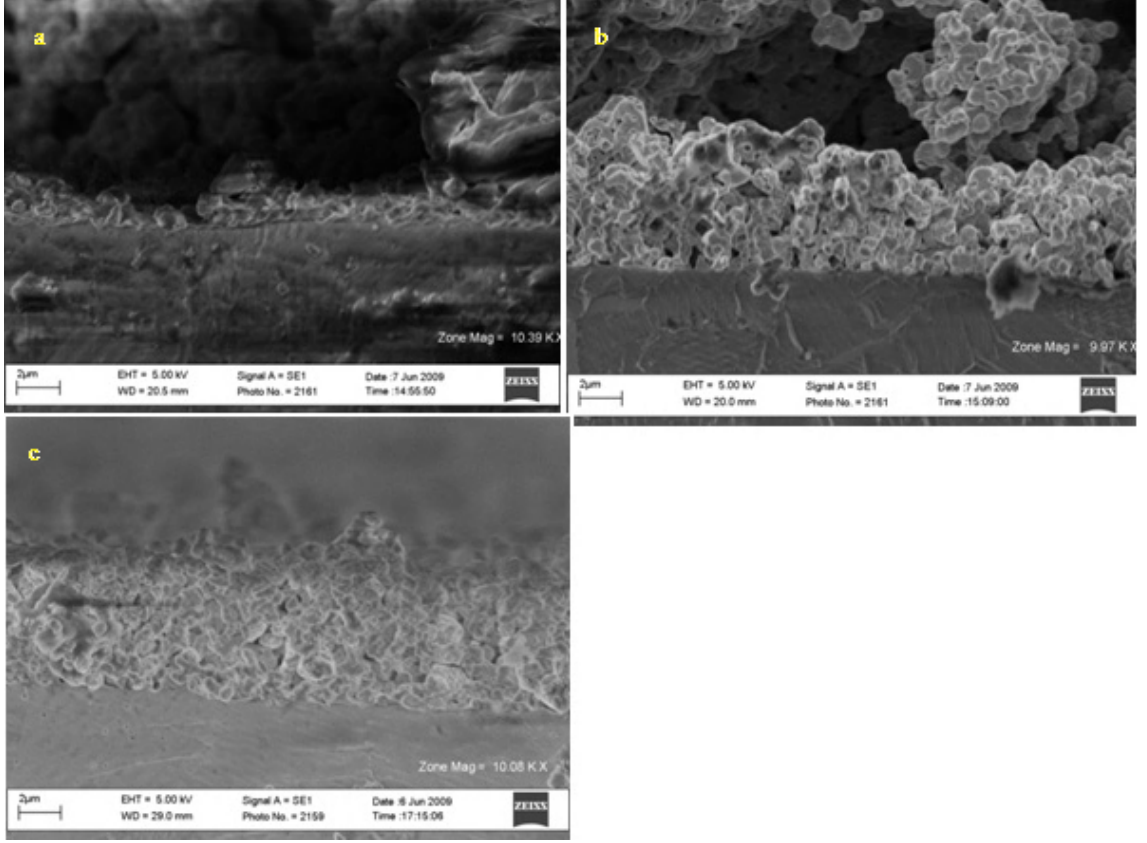 a
Zone Mag = 10.39 K X
2µm
EHT = 5.00 kV
WD = 20.5 mm
Signal A = SE1
Photo No. = 2161
Date :7 Jun 2009
Time :14:55:50
ZEISS
b
Zone Mag = 9.97 K X
2µm
EHT = 5.00 kV
WD = 20.0 mm
Signal A = SE1
Photo No. = 2161
Date :7 Jun 2009
Time :15:09:00
ZEISS
c
Zone Mag = 10.08 K X
2µm
EHT = 5.00 kV
WD = 29.0 mm
Signal A = SE1
Photo No. = 2159
Date :6 Jun 2009
Time :17:15:06
ZEISS